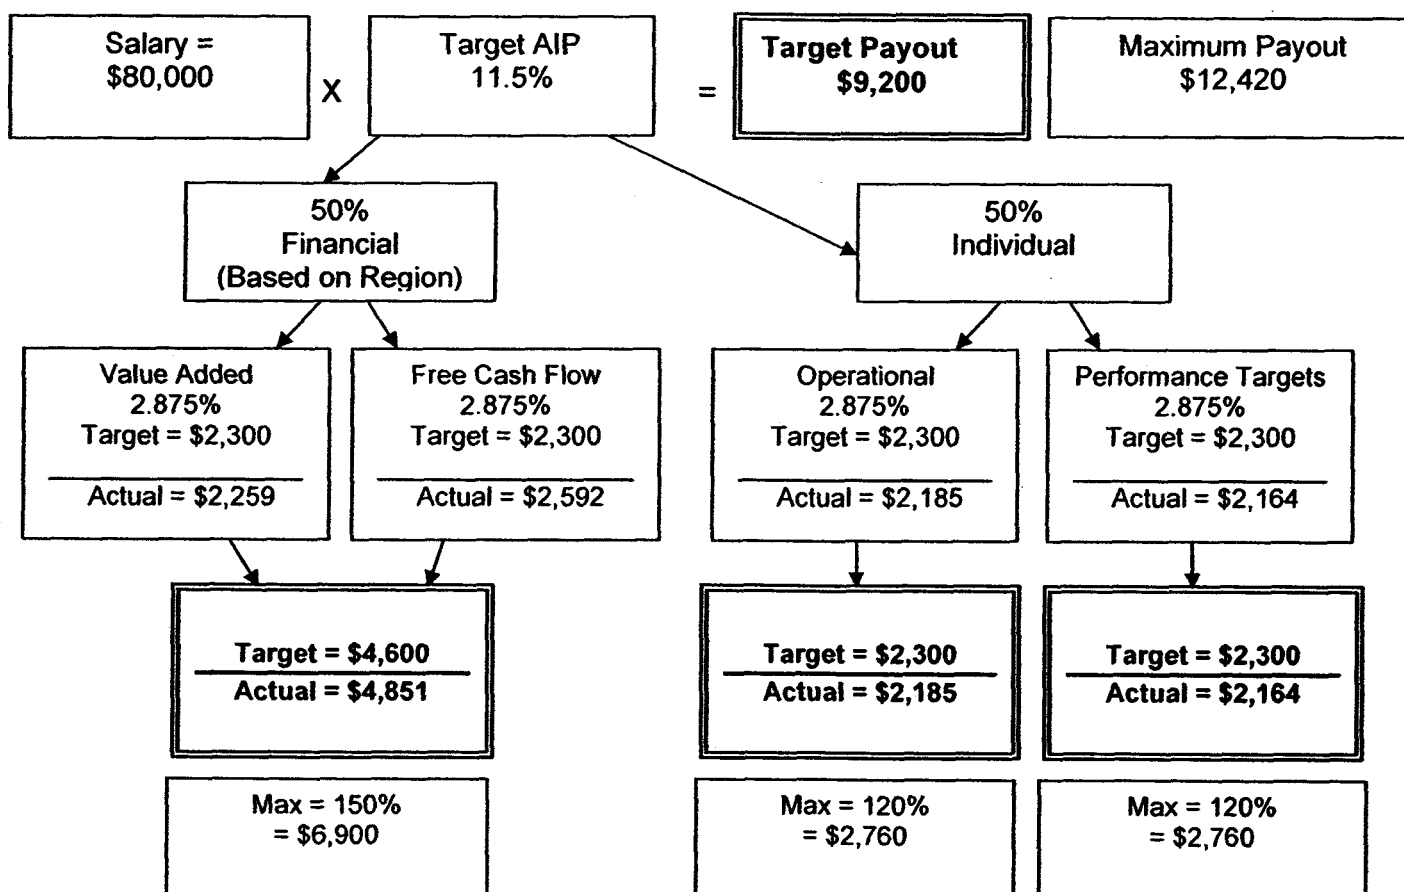 Salary =
$80,000
X
Target AIP
11.5%
=
Target Payout
$9,200
Maximum Payout
$12,420
50%
Financial
(Based on Region)
50%
Individual
Value Added
2.875%
Target = $2,300
Actual = $2,259
Free Cash Flow
2.875%
Target = $2,300
Actual = $2,592
Operational
2.875%
Target = $2,300
Actual = $2,185
Performance Targets
2.875%
Target = $2,300
Actual = $2,164
Target = $4,600
Actual = $4,851
Target = $2,300
Actual = $2,185
Target = $2,300
Actual = $2,164
Max = 150%
= $6,900
Max = 120%
= $2,760
Max = 120%
= $2,760